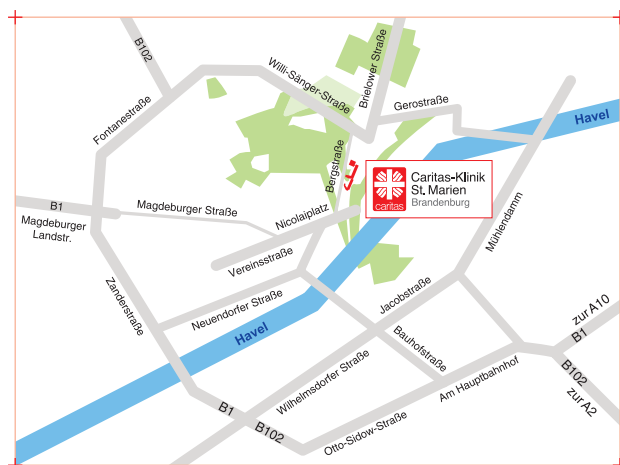 B102
Willi-Sänger-Straße
Brielower Straße
Gerostraße
Fontanestraße
Havel
Bergstraße
caritas
Caritas-Klinik
St. Marien
Brandenburg
B1
Magdeburger
Landstr.
Magdeburger Straße
Nicolaiplatz
Mühlendamm
Vereinsstraße
Zanderstraße
Neuendorfer Straße
Jacobstraße
Havel
Bauhofstraße
zur A10
B1
Wilhelmsdorfer Straße
Am Hauptbahnhof
B102
zur A2
B1
B102
Otto-Sidow-Straße